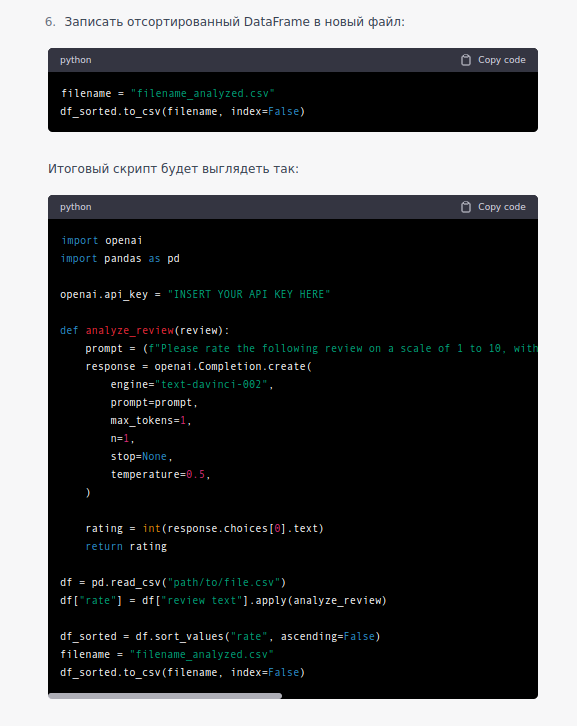 6. Записать отсортированный DataFrame в новый файл:
python
Copy code
filename = "filename_analyzed.csv"
df_sorted.to_csv(filename, index=False)
Итоговый скрипт будет выглядеть так:
python
Copy code
import openai
import pandas as pd
openai.api_key = "INSERT YOUR API KEY HERE"
def analyze_review(review):
    prompt = (f"Please rate the following review on a scale of 1 to 10, with
    response = openai.Completion.create(
        engine="text-davinci-002",
        prompt=prompt,
        max_tokens=1,
        n=1,
        stop=None,
        temperature=0.5,
    )
    rating = int(response.choices[0].text)
    return rating
df = pd.read_csv("path/to/file.csv")
df["rate"] = df["review text"].apply(analyze_review)
df_sorted = df.sort_values("rate", ascending=False)
filename = "filename_analyzed.csv"
df_sorted.to_csv(filename, index=False)